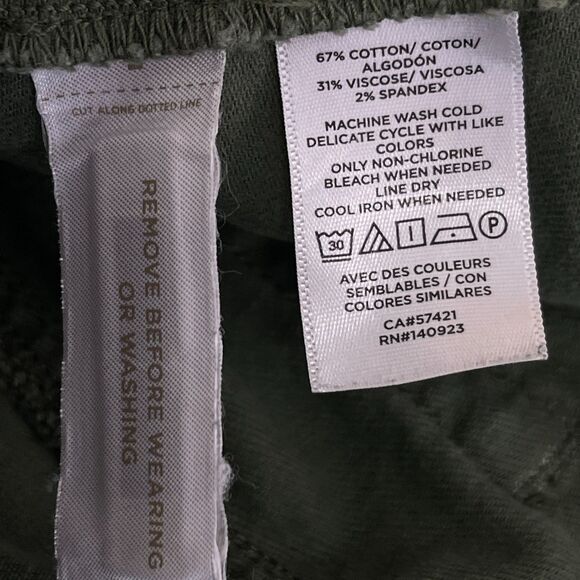 CUT ALONG DOTTED LINE
REMOVE BEFORE WEARING
OR WASHING
67% COTTON/ COTON/
ALGODÓN
31% VISCOSE/ VISCOSA
2% SPANDEX
MACHINE WASH COLD
DELICATE CYCLE WITH LIKE
COLORS
ONLY NON-CHLORINE
BLEACH WHEN NEEDED
LINE DRY
COOL IRON WHEN NEEDED
30 P
AVEC DES COULEURS
SEMBLABLES / CON
COLORES SIMILARES
CA#57421
RN#140923